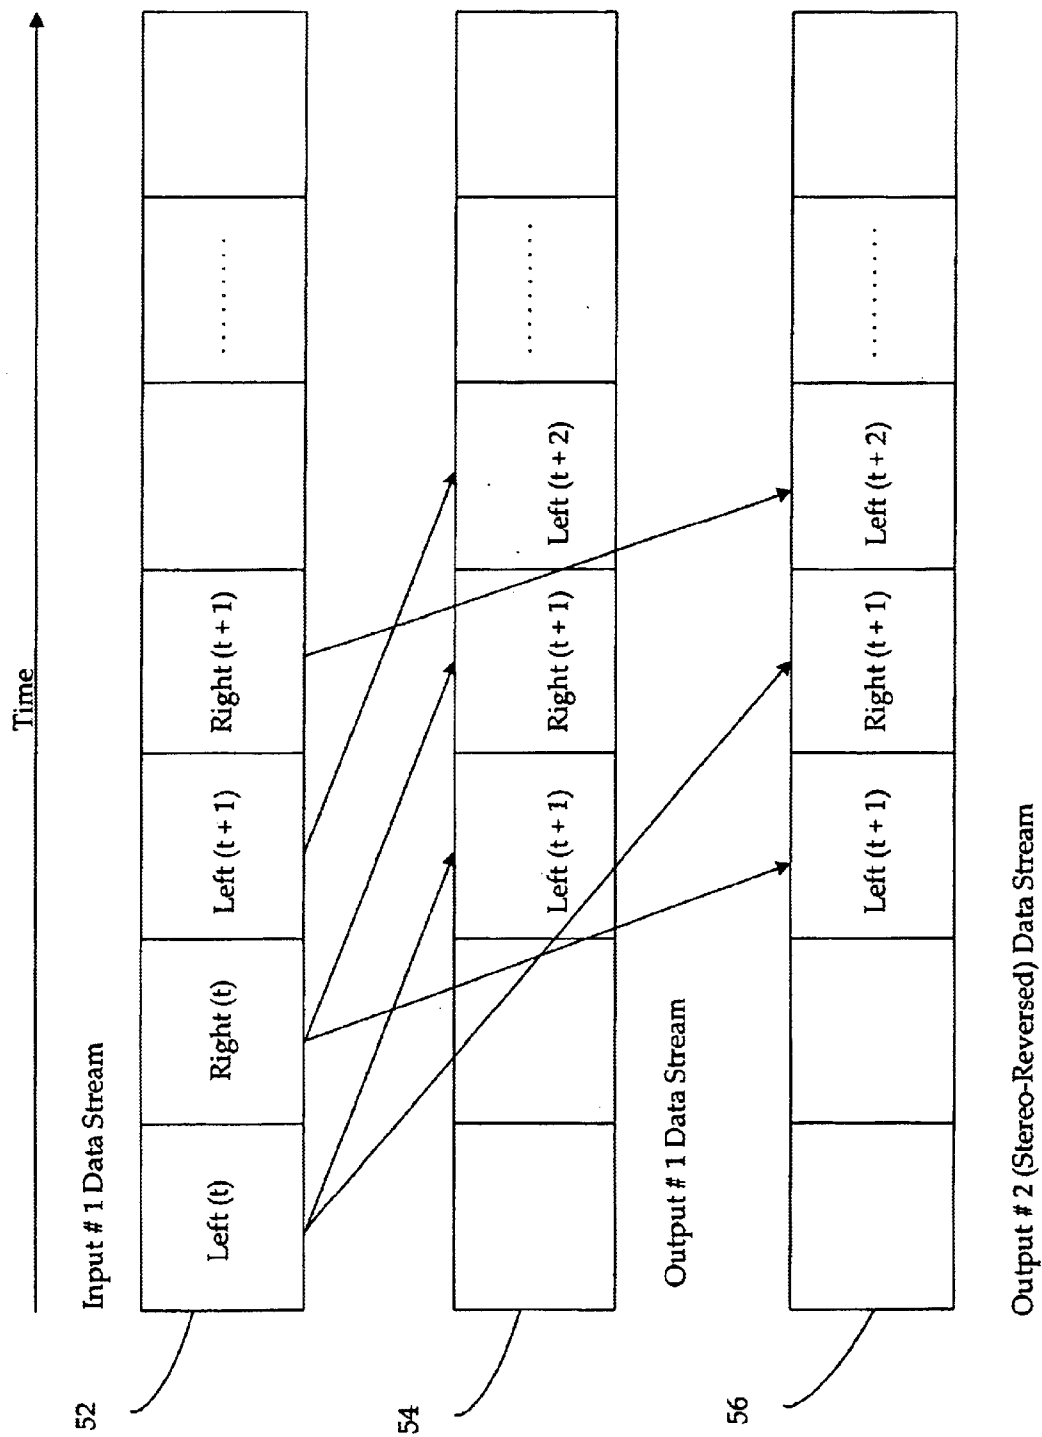 Time
Input # 1 Data Stream
52
Left (t)
Right (t)
Left (t + 1)
Right (t + 1)
........
54
Left (t + 1)
Right (t + 1)
Left (t + 2)
..........
Output # 1 Data Stream
56
Left (t + 1)
Right (t + 1)
Left (t + 2)
..........
Output # 2 (Stereo-Reversed) Data Stream